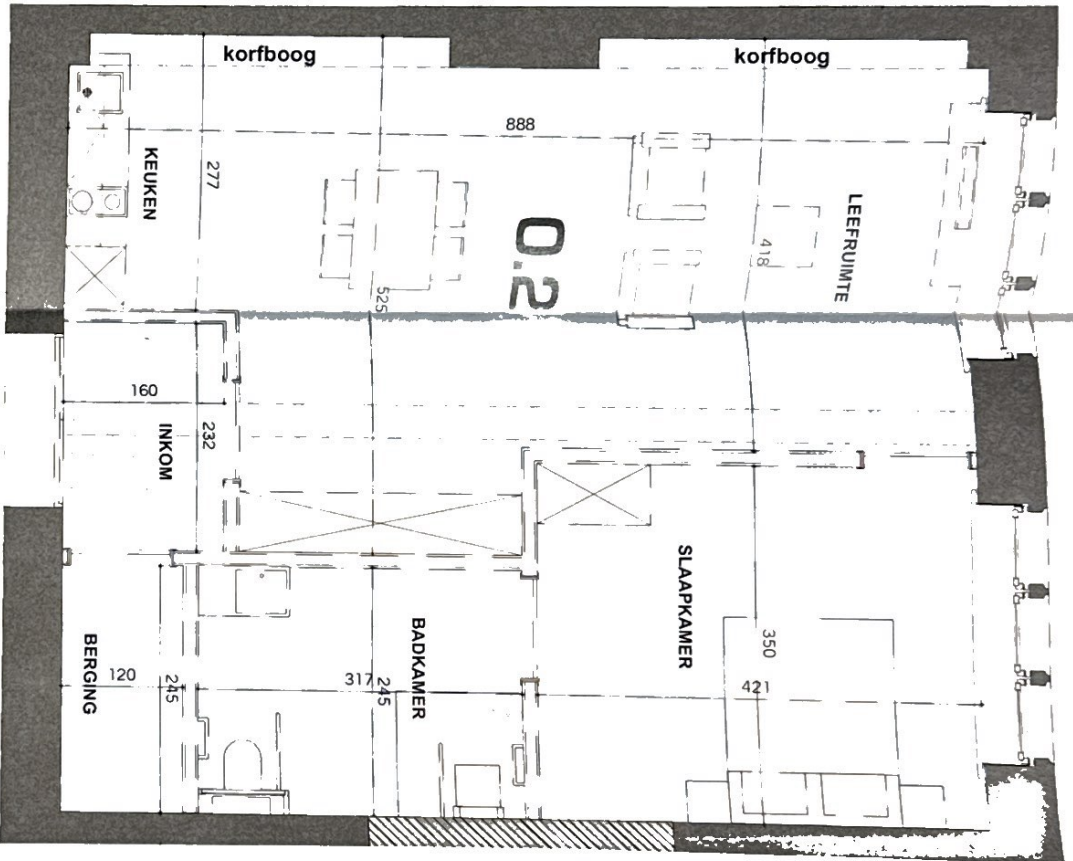 korfboog
korfboog
888
KEUKEN
277
LEEFRUIMTE
0.2
418
525
160
INKOM
232
SLAAPKAMER
350
BERGING
120
245
317
245
BADKAMER
421